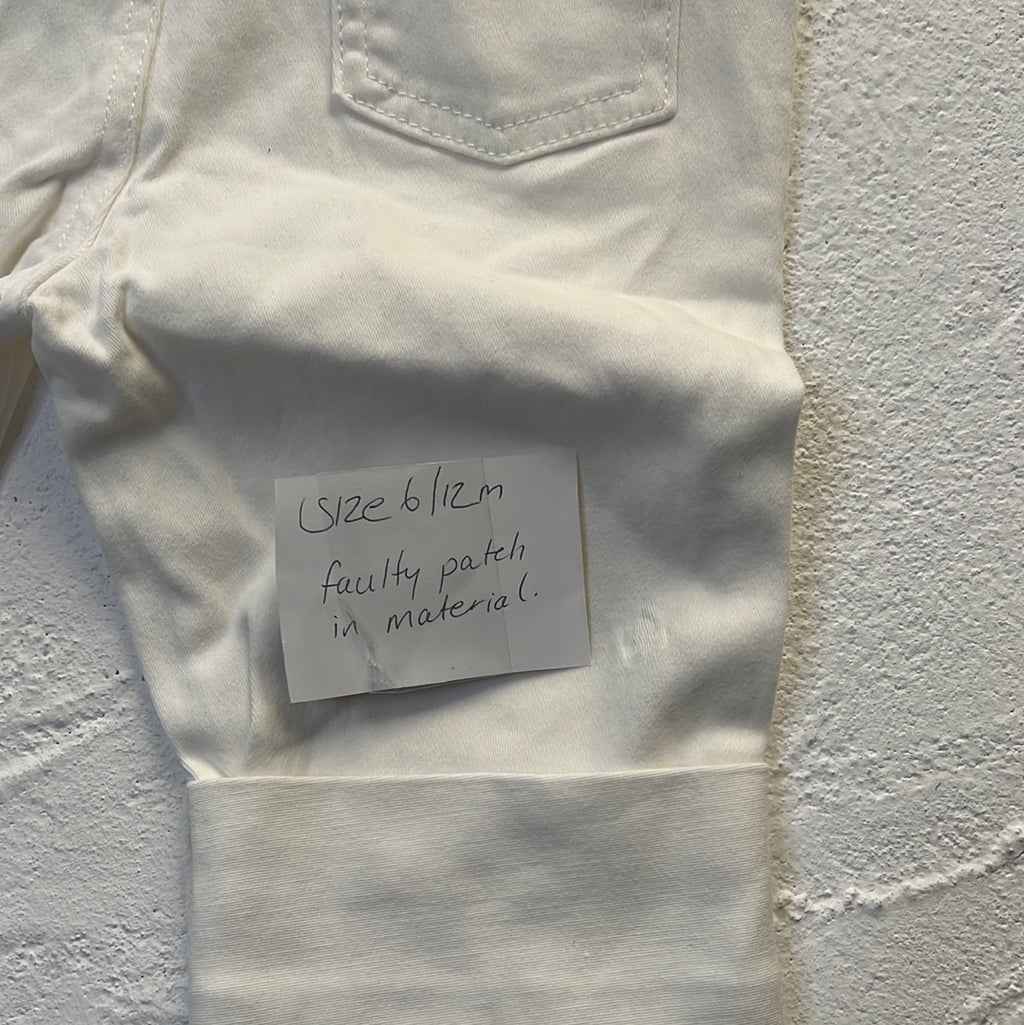 Size 6/12m
faulty patch
in material.